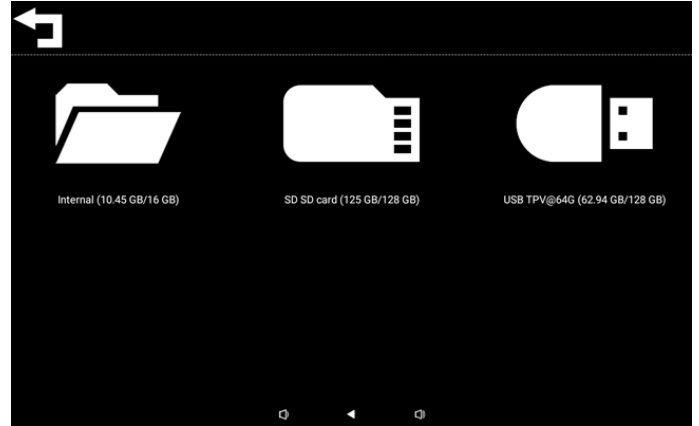 Internal (10.45 GB/16 GB)
SD SD card (125 GB/128 GB)
USB TPV@64G (62.94 GB/128 GB)